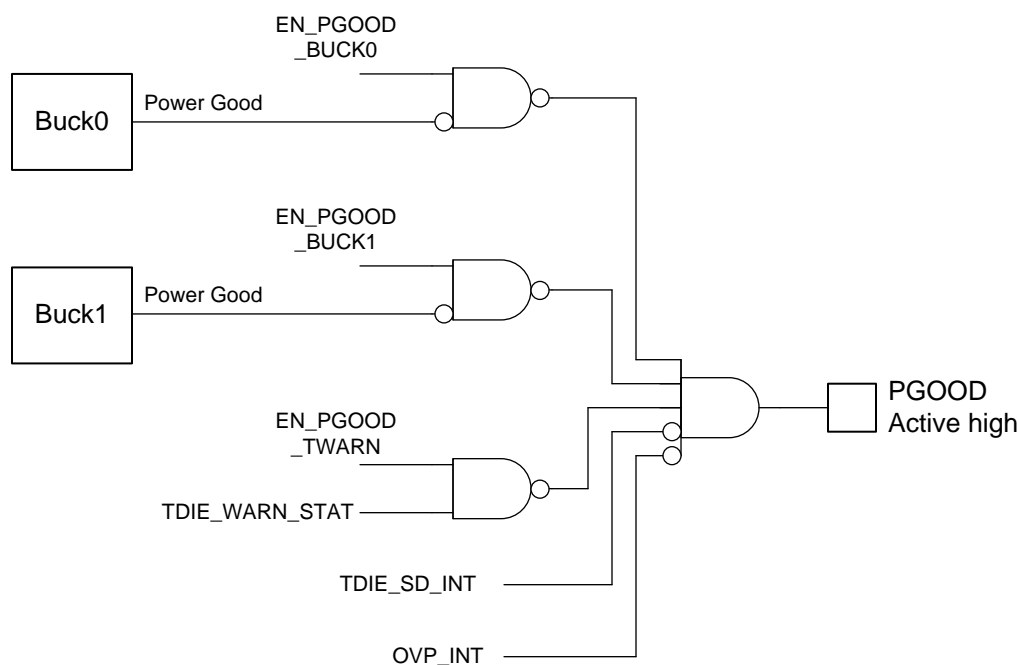 EN_PGOOD
_BUCK0
Buck0
Power Good
EN_PGOOD
_BUCK1
Buck1
Power Good
PGOOD
Active high
EN_PGOOD
_TWARN
TDIE_WARN_STAT
TDIE_SD_INT
OVP_INT